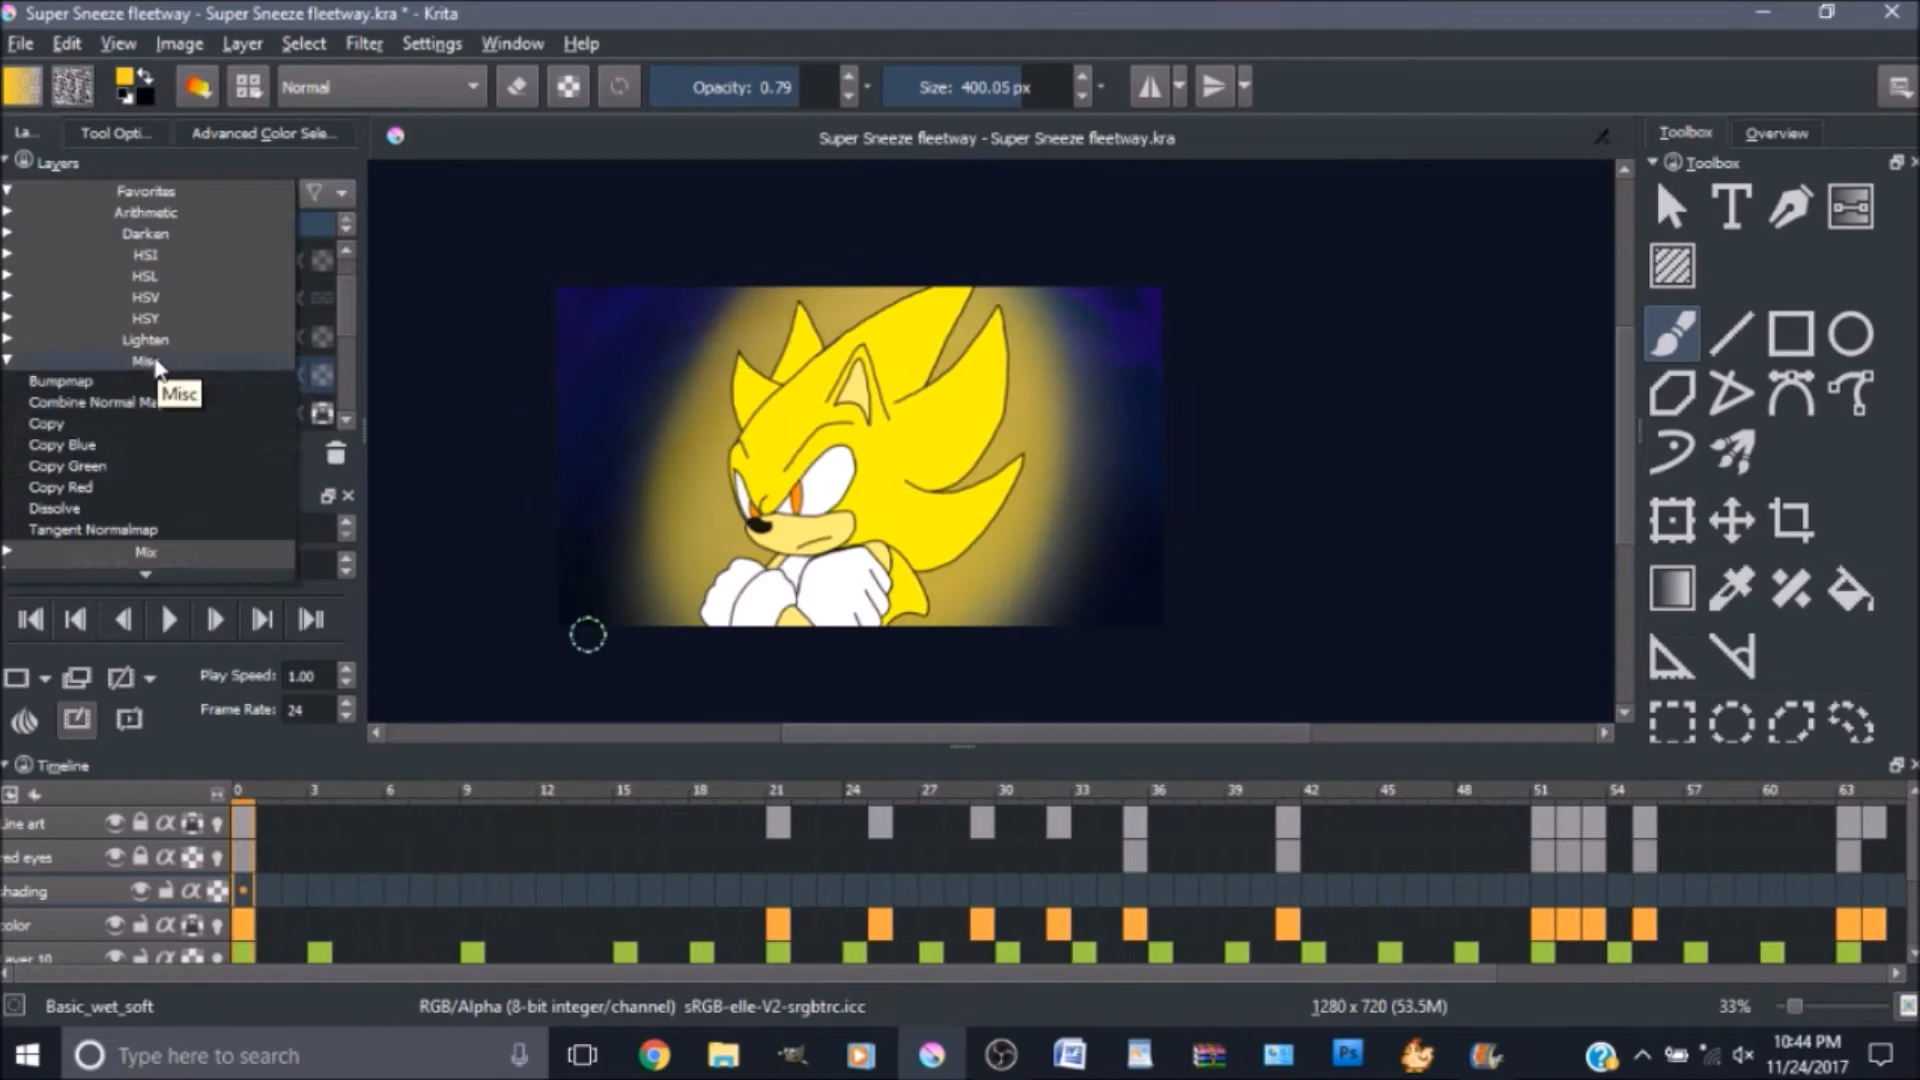 Super Sneeze fleetway - Super Sneeze fleetway.kra * - Krita
File Edit View Image Layer Select Filter Settings Window Help
Normal Opacity: 0.79 Size: 400.05 px
La... Tool Opti... Advanced Color Sele...
Super Sneeze fleetway - Super Sneeze fleetway.kra
Toolbox Overview
Layers
Toolbox
Favorites
Arithmetic
Darken
HSI
HSL
HSV
HSY
Lighten
Misc
Bumpmap
Misc
Combine Normal Ma
Copy
Copy Blue
Copy Green
Copy Red
Dissolve
Tangent Normalmap
Mix
Play Speed: 1.00
Frame Rate: 24
Timeline
0 3 6 9 12 15 18 21 24 27 30 33 36 39 42 45 48 51 54 57 60 63
ine art
red eyes
hading
color
ayer 10
Basic_wet_soft RGB/Alpha (8-bit integer/channel) sRGB-elle-V2-srgbtrc.icc 1280 x 720 (53.5M) 33%
Type here to search
Ps
10:44 PM
11/24/2017